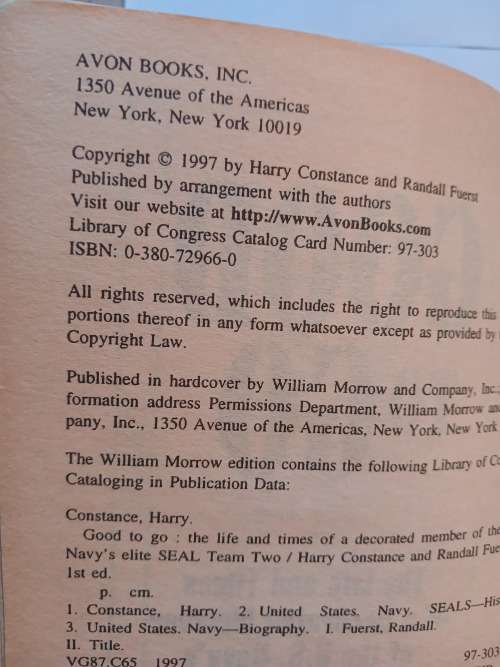 AVON BOOKS, INC.
1350 Avenue of the Americas
New York, New York 10019
Copyright © 1997 by Harry Constance and Randall Fuerst
Published by arrangement with the authors
Visit our website at http://www.AvonBooks.com
Library of Congress Catalog Card Number: 97-303
ISBN: 0-380-72966-0
All rights reserved, which includes the right to reproduce this
portions thereof in any form whatsoever except as provided by
Copyright Law.
Published in hardcover by William Morrow and Company, Inc.;
formation address Permissions Department, William Morrow and
pany, Inc., 1350 Avenue of the Americas, New York, New York
The William Morrow edition contains the following Library of Co
Cataloging in Publication Data:
Constance, Harry.
Good to go : the life and times of a decorated member of the
Navy's elite SEAL Team Two / Harry Constance and Randall Fue
1st ed.
p. cm.
1. Constance, Harry. 2. United States. Navy. SEALS—His
3. United States. Navy—Biography. I. Fuerst, Randall.
II. Title.
VG87.C65 1997 97-303